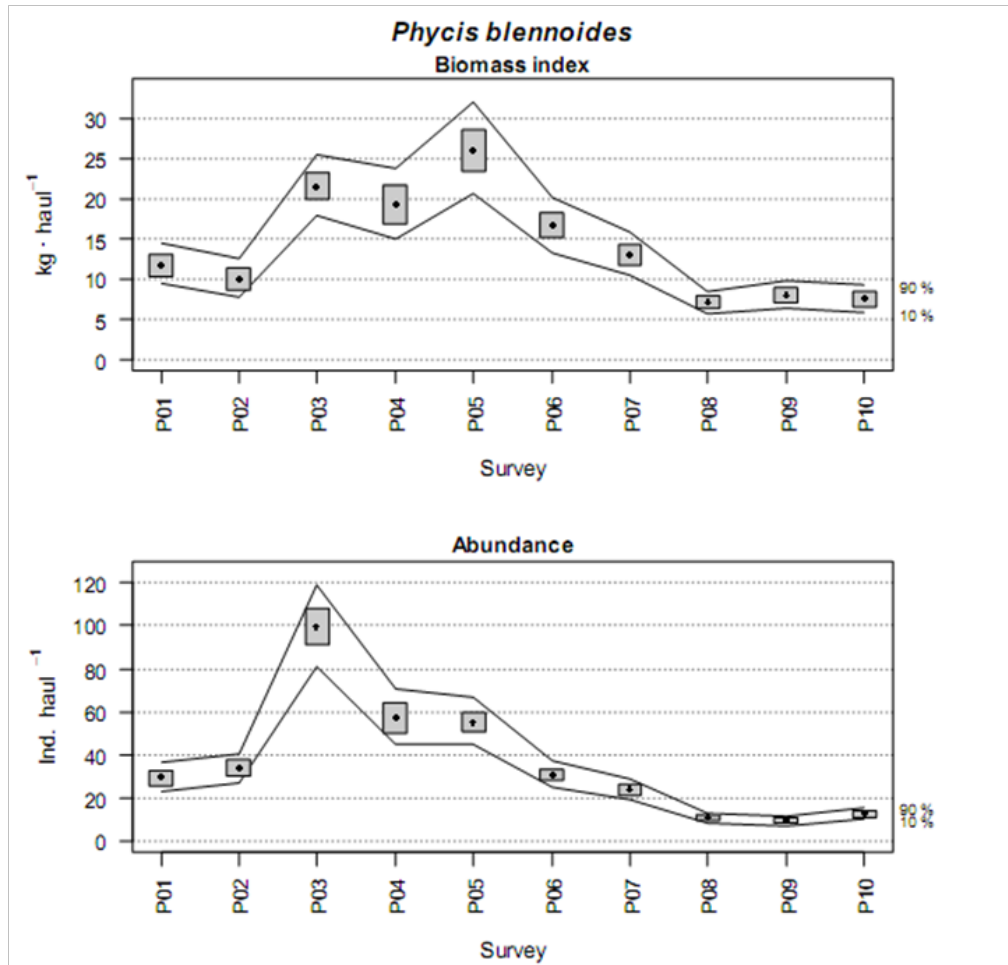 Phycis blennoides
Biomass index
kg · haul⁻¹
30
25
20
15
10
5
0
90 %
10 %
P01 P02 P03 P04 P05 P06 P07 P08 P09 P10
Survey
Abundance
Ind. haul ⁻¹
120
100
80
60
40
20
0
90 %
10 %
P01 P02 P03 P04 P05 P06 P07 P08 P09 P10
Survey